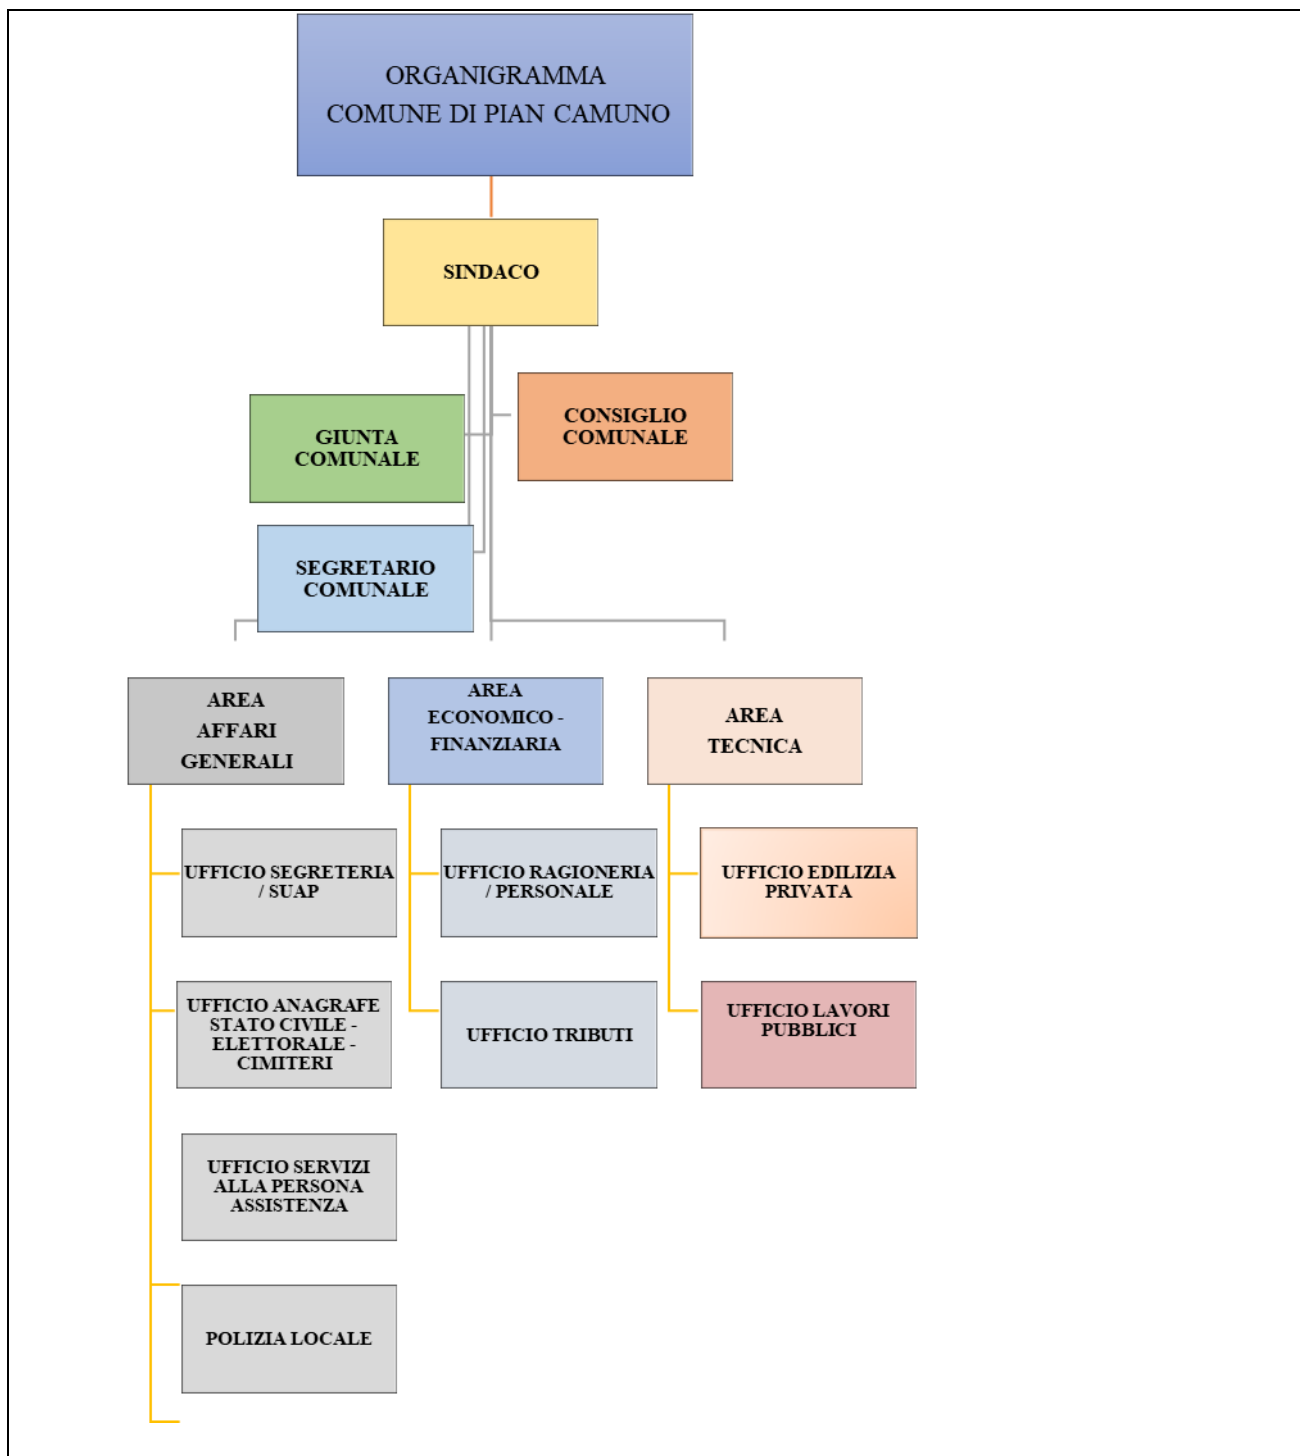 ORGANIGRAMMA
COMUNE DI PIAN CAMUNO
SINDACO
CONSIGLIO
COMUNALE
GIUNTA
COMUNALE
SEGRETARIO
COMUNALE
AREA
AFFARI
GENERALI
AREA
ECONOMICO -
FINANZIARIA
AREA
TECNICA
UFFICIO SEGRETERIA
/ SUAP
UFFICIO RAGIONERIA
/ PERSONALE
UFFICIO EDILIZIA
PRIVATA
UFFICIO ANAGRAFE
STATO CIVILE -
ELETTORALE -
CIMITERI
UFFICIO TRIBUTI
UFFICIO LAVORI
PUBBLICI
UFFICIO SERVIZI
ALLA PERSONA
ASSISTENZA
POLIZIA LOCALE